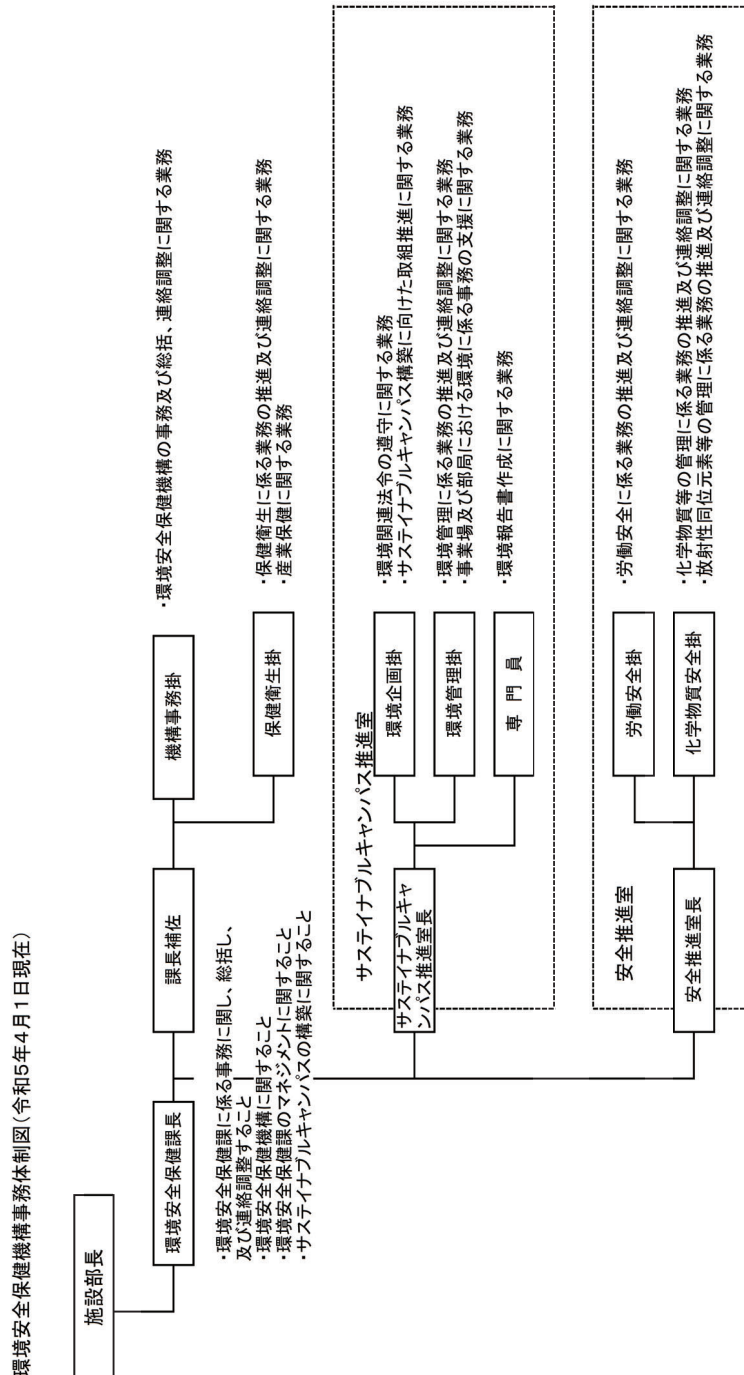 環境安全保健機構事務体制図(令和5年4月1日現在)
施設部長
環境安全保健課長
・環境安全保健課に係る事務に関し、総括し、
及び連絡調整すること
・環境安全保健機構に関すること
・環境安全保健課のマネジメントに関すること
・サステイナブルキャンパスの構築に関すること
課長補佐
機構事務掛
・環境安全保健機構の事務及び総括、連絡調整に関する業務
保健衛生掛
・保健衛生に係る業務の推進及び連絡調整に関する業務
・産業保健に関する業務
サステイナブルキャンパス推進室
サステイナブルキャ
ンパス推進室長
環境企画掛
・環境関連法令の遵守に関する業務
・サステイナブルキャンパス構築に向けた取組推進に関する業務
環境管理掛
・環境管理に係る業務の推進及び連絡調整に関する業務
・事業場及び部局における環境に係る事務の支援に関する業務
専門員
・環境報告書作成に関する業務
安全推進室
安全推進室長
労働安全掛
・労働安全に係る業務の推進及び連絡調整に関する業務
化学物質安全掛
・化学物質等の管理に係る業務の推進及び連絡調整に関する業務
・放射性同位元素等の管理に係る業務の推進及び連絡調整に関する業務